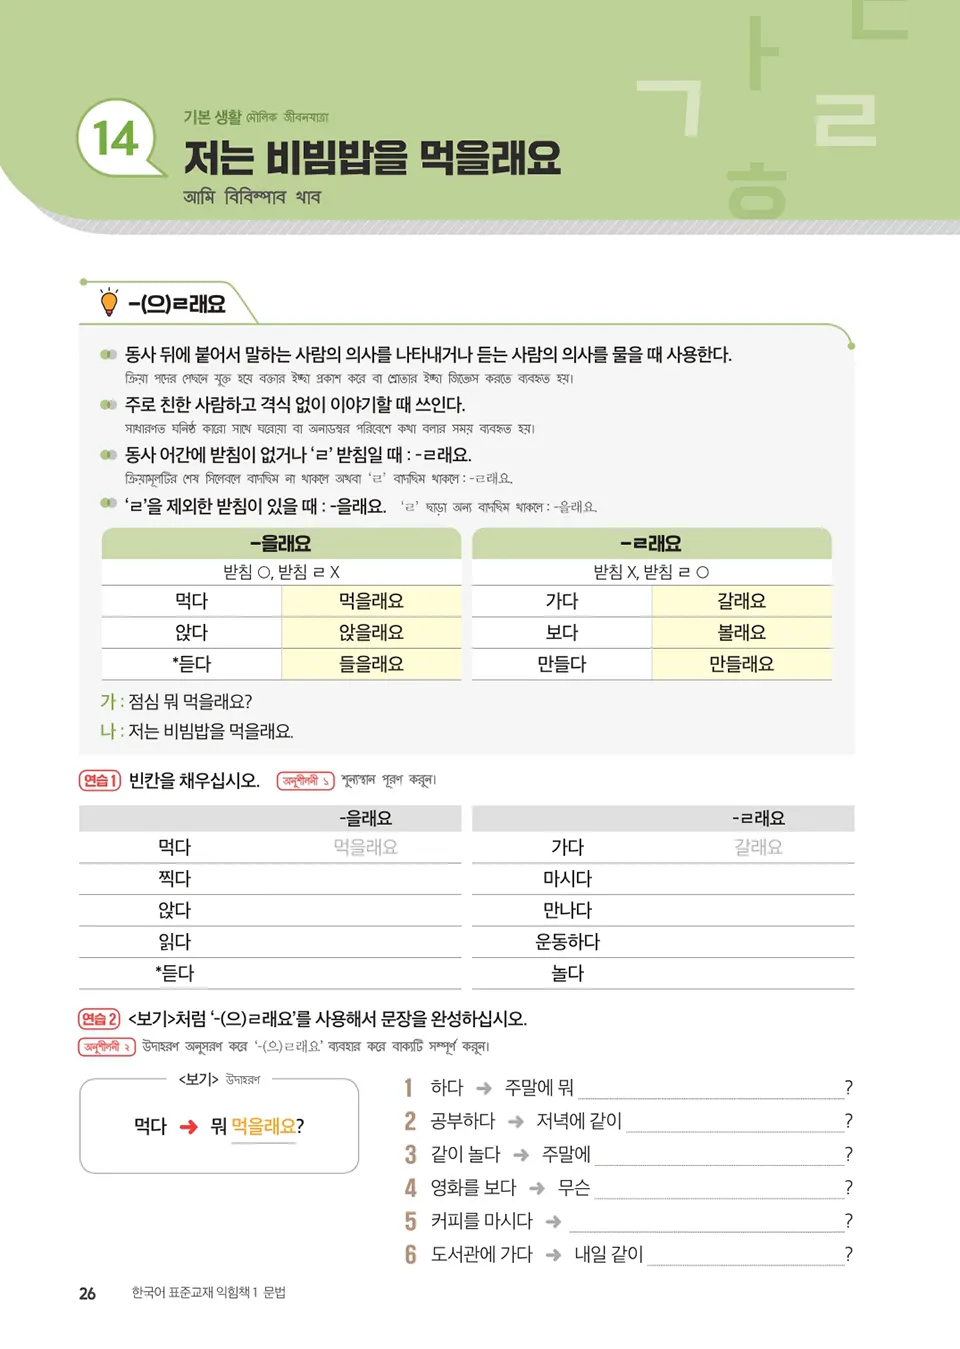 14
기본 생활 মৌলিক জীবনযাত্রা
저는 비빔밥을 먹을래요
আমি বিবিম্পাব খাব
-(으)ㄹ래요
동사 뒤에 붙어서 말하는 사람의 의사를 나타내거나 듣는 사람의 의사를 물을 때 사용한다.
ক্রিয়া পদের পেছনে যুক্ত হয়ে বক্তার ইচ্ছা প্রকাশ করে বা শ্রোতার ইচ্ছা জিজ্ঞেস করতে ব্যবহৃত হয়।
주로 친한 사람하고 격식 없이 이야기할 때 쓰인다.
সাধারণত ঘনিষ্ঠ কারো সাথে ঘরোয়া বা অনাড়ম্বর পরিবেশে কথা বলার সময় ব্যবহৃত হয়।
동사 어간에 받침이 없거나 ‘ㄹ’ 받침일 때 : -ㄹ래요.
ক্রিয়ামূলটির শেষ সিলেবলে বাদছিম না থাকলে অথবা ‘ㄹ’ বাদছিম থাকলে : -ㄹ래요.
‘ㄹ’을 제외한 받침이 있을 때 : -을래요. ‘ㄹ’ ছাড়া অন্য বাদছিম থাকলে : -을래요.
-을래요 -ㄹ래요
받침 O, 받침 ㄹ X 받침 X, 받침 ㄹ O
먹다 먹을래요 가다 갈래요
앉다 앉을래요 보다 볼래요
*듣다 들을래요 만들다 만들래요
가 : 점심 뭐 먹을래요?
나 : 저는 비빔밥을 먹을래요.
연습1 빈칸을 채우십시오. অনুশীলনী ১ শূন্যস্থান পূরণ করুন।
-을래요 -ㄹ래요
먹다 먹을래요 가다 갈래요
찍다 마시다
앉다 만나다
읽다 운동하다
*듣다 놀다
연습2 <보기>처럼 ‘-(으)ㄹ래요’를 사용해서 문장을 완성하십시오.
অনুশীলনী ২ উদাহরণ অনুসরণ করে ‘-(으)ㄹ래요’ ব্যবহার করে বাক্যটি সম্পূর্ণ করুন।
<보기> উদাহরণ
먹다 ➜ 뭐 먹을래요?
1 하다 ➜ 주말에 뭐 ?
2 공부하다 ➜ 저녁에 같이 ?
3 같이 놀다 ➜ 주말에 ?
4 영화를 보다 ➜ 무슨 ?
5 커피를 마시다 ➜ ?
6 도서관에 가다 ➜ 내일 같이 ?
26 한국어 표준교재 익힘책 1 문법